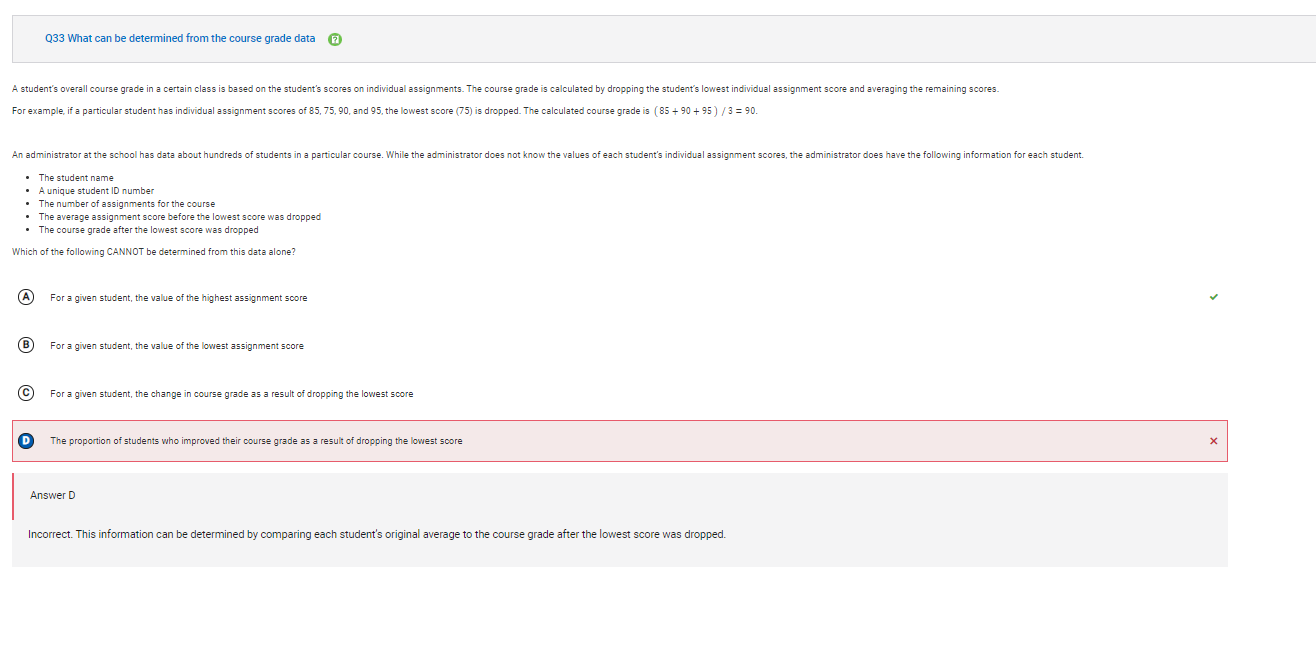 Q33 What can be determined from the course grade data
A student's overall course grade in a certain class is based on the student's scores on individual assignments. The course grade is calculated by dropping the student's lowest individual assignment score and averaging the remaining scores.
For example, if a particular student has individual assignment scores of 85, 75, 90, and 95, the lowest score (75) is dropped. The calculated course grade is ( 85 + 90 + 95 ) / 3 = 90.
An administrator at the school has data about hundreds of students in a particular course. While the administrator does not know the values of each student's individual assignment scores, the administrator does have the following information for each student.
• The student name
• A unique student ID number
• The number of assignments for the course
• The average assignment score before the lowest score was dropped
• The course grade after the lowest score was dropped
Which of the following CANNOT be determined from this data alone?
A For a given student, the value of the highest assignment score
B For a given student, the value of the lowest assignment score
C For a given student, the change in course grade as a result of dropping the lowest score
D The proportion of students who improved their course grade as a result of dropping the lowest score
Answer D
Incorrect. This information can be determined by comparing each student's original average to the course grade after the lowest score was dropped.